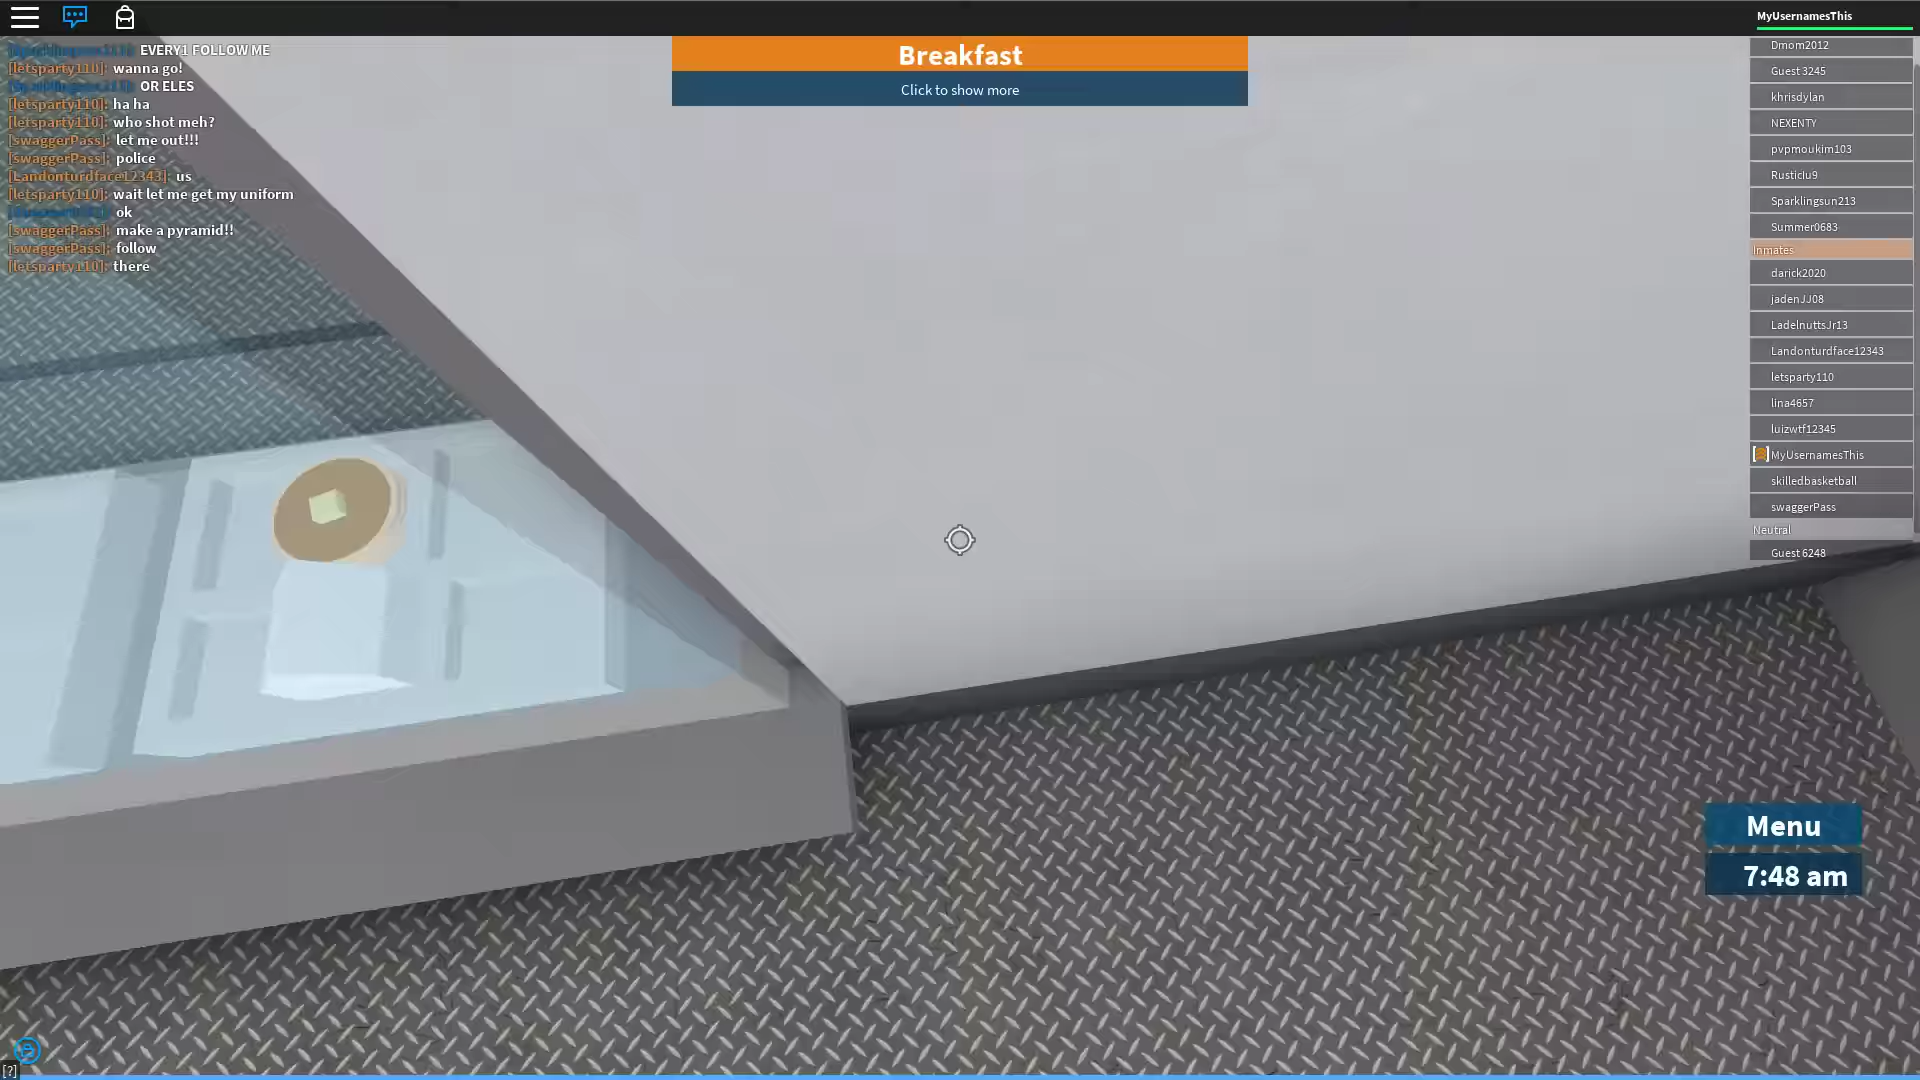 MyUsernamesThis
EVERY1 FOLLOW ME
[letsparty110]: wanna go!
OR ELES
[letsparty110]: ha ha
[letsparty110]: who shot meh?
[swaggerPass]: let me out!!!
[swaggerPass]: police
[Landonturdface12343]: us
[letsparty110]: wait let me get my uniform
ok
[swaggerPass]: make a pyramid!!
[swaggerPass]: follow
[letsparty110]: there
Breakfast
Click to show more
Dmom2012
Guest 3245
khrisdylan
NEXENTY
pvpmoukim103
Sparklingsun213
Summer0683
Inmates
darick2020
jadenJJ08
LadelnuttsJr13
Landonturdface12343
letsparty110
lina4657
luizwtf12345
MyUsernamesThis
skilledbasketball
swaggerPass
Neutral
Guest 6248
Menu
7:48 am
[?]